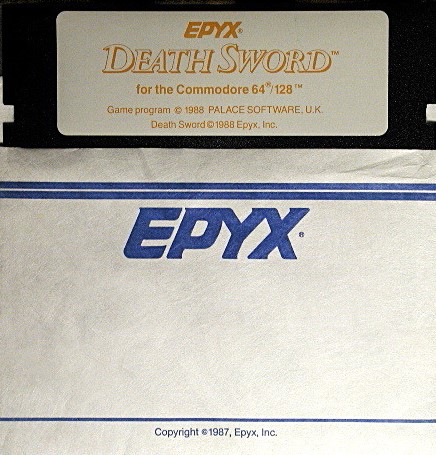 EPYX®
DEATH SWORD™
for the Commodore 64®/128™
Game program © 1988 PALACE SOFTWARE, U.K.
Death Sword © 1988 Epyx, Inc.
EPYX®
Copyright ©1987, Epyx, Inc.